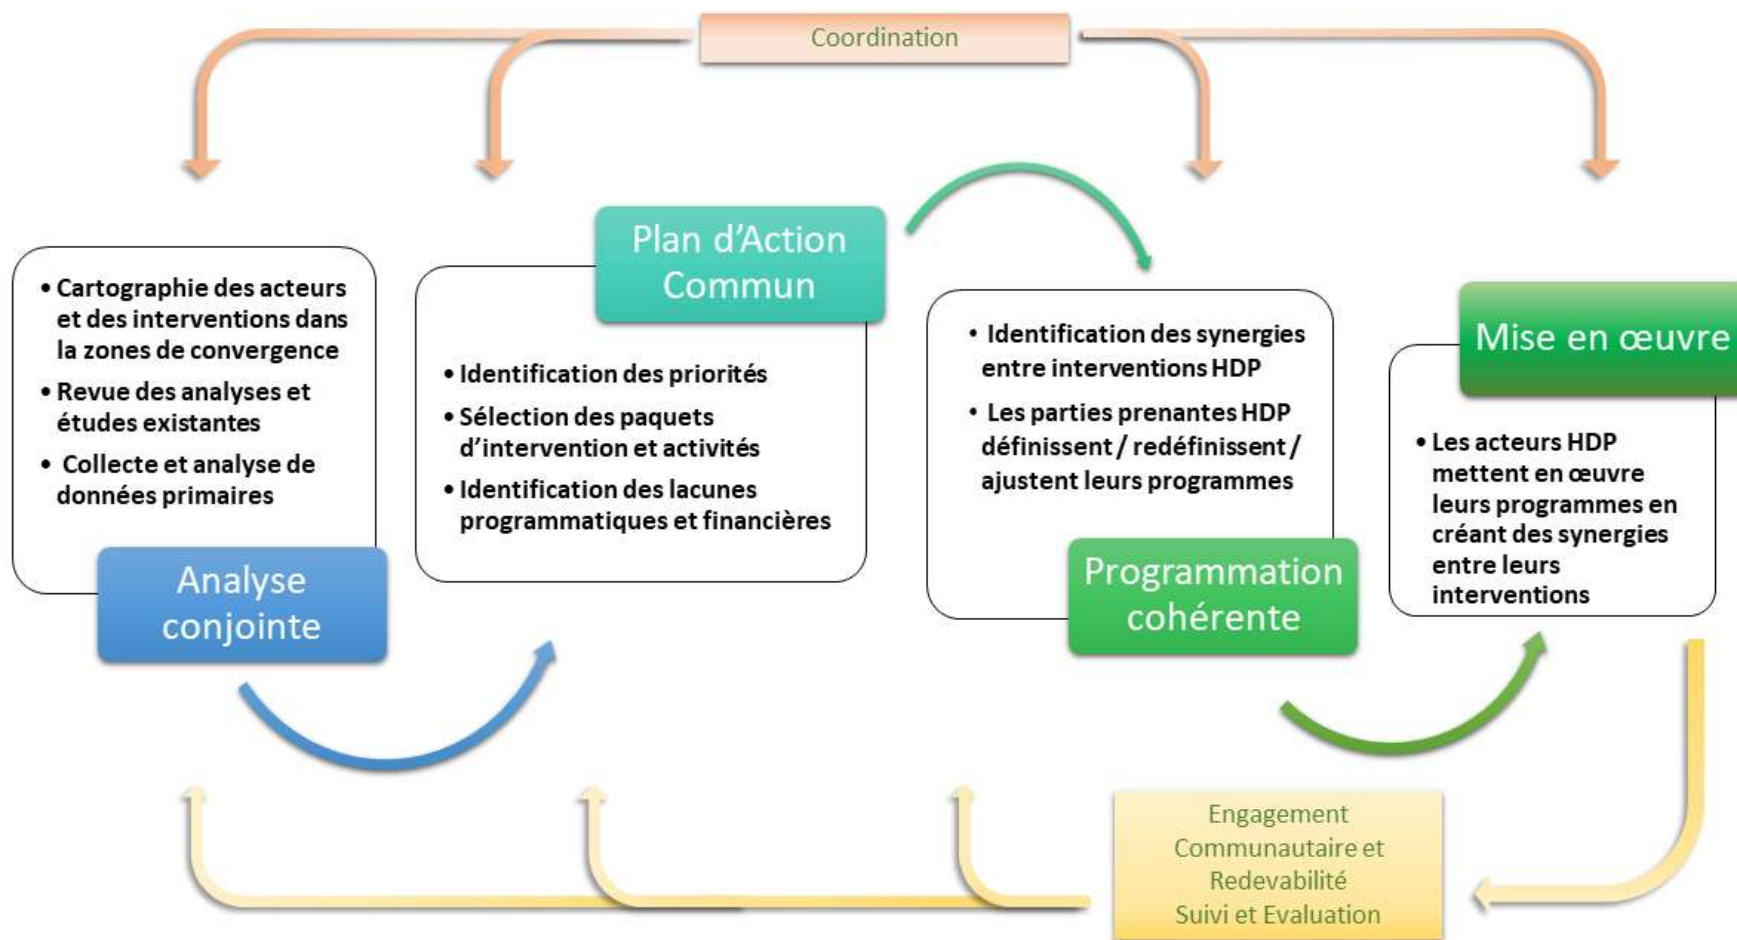 Coordination
• Cartographie des acteurs
et des interventions dans
la zones de convergence
• Revue des analyses et
études existantes
• Collecte et analyse de
données primaires
Analyse
conjointe
Plan d’Action
Commun
• Identification des priorités
• Sélection des paquets
d’intervention et activités
• Identification des lacunes
programmatiques et financières
• Identification des synergies
entre interventions HDP
• Les parties prenantes HDP
définissent / redéfinissent /
ajustent leurs programmes
Programmation
cohérente
Mise en œuvre
• Les acteurs HDP
mettent en œuvre
leurs programmes en
créant des synergies
entre leurs
interventions
Engagement
Communautaire et
Redevabilité
Suivi et Evaluation